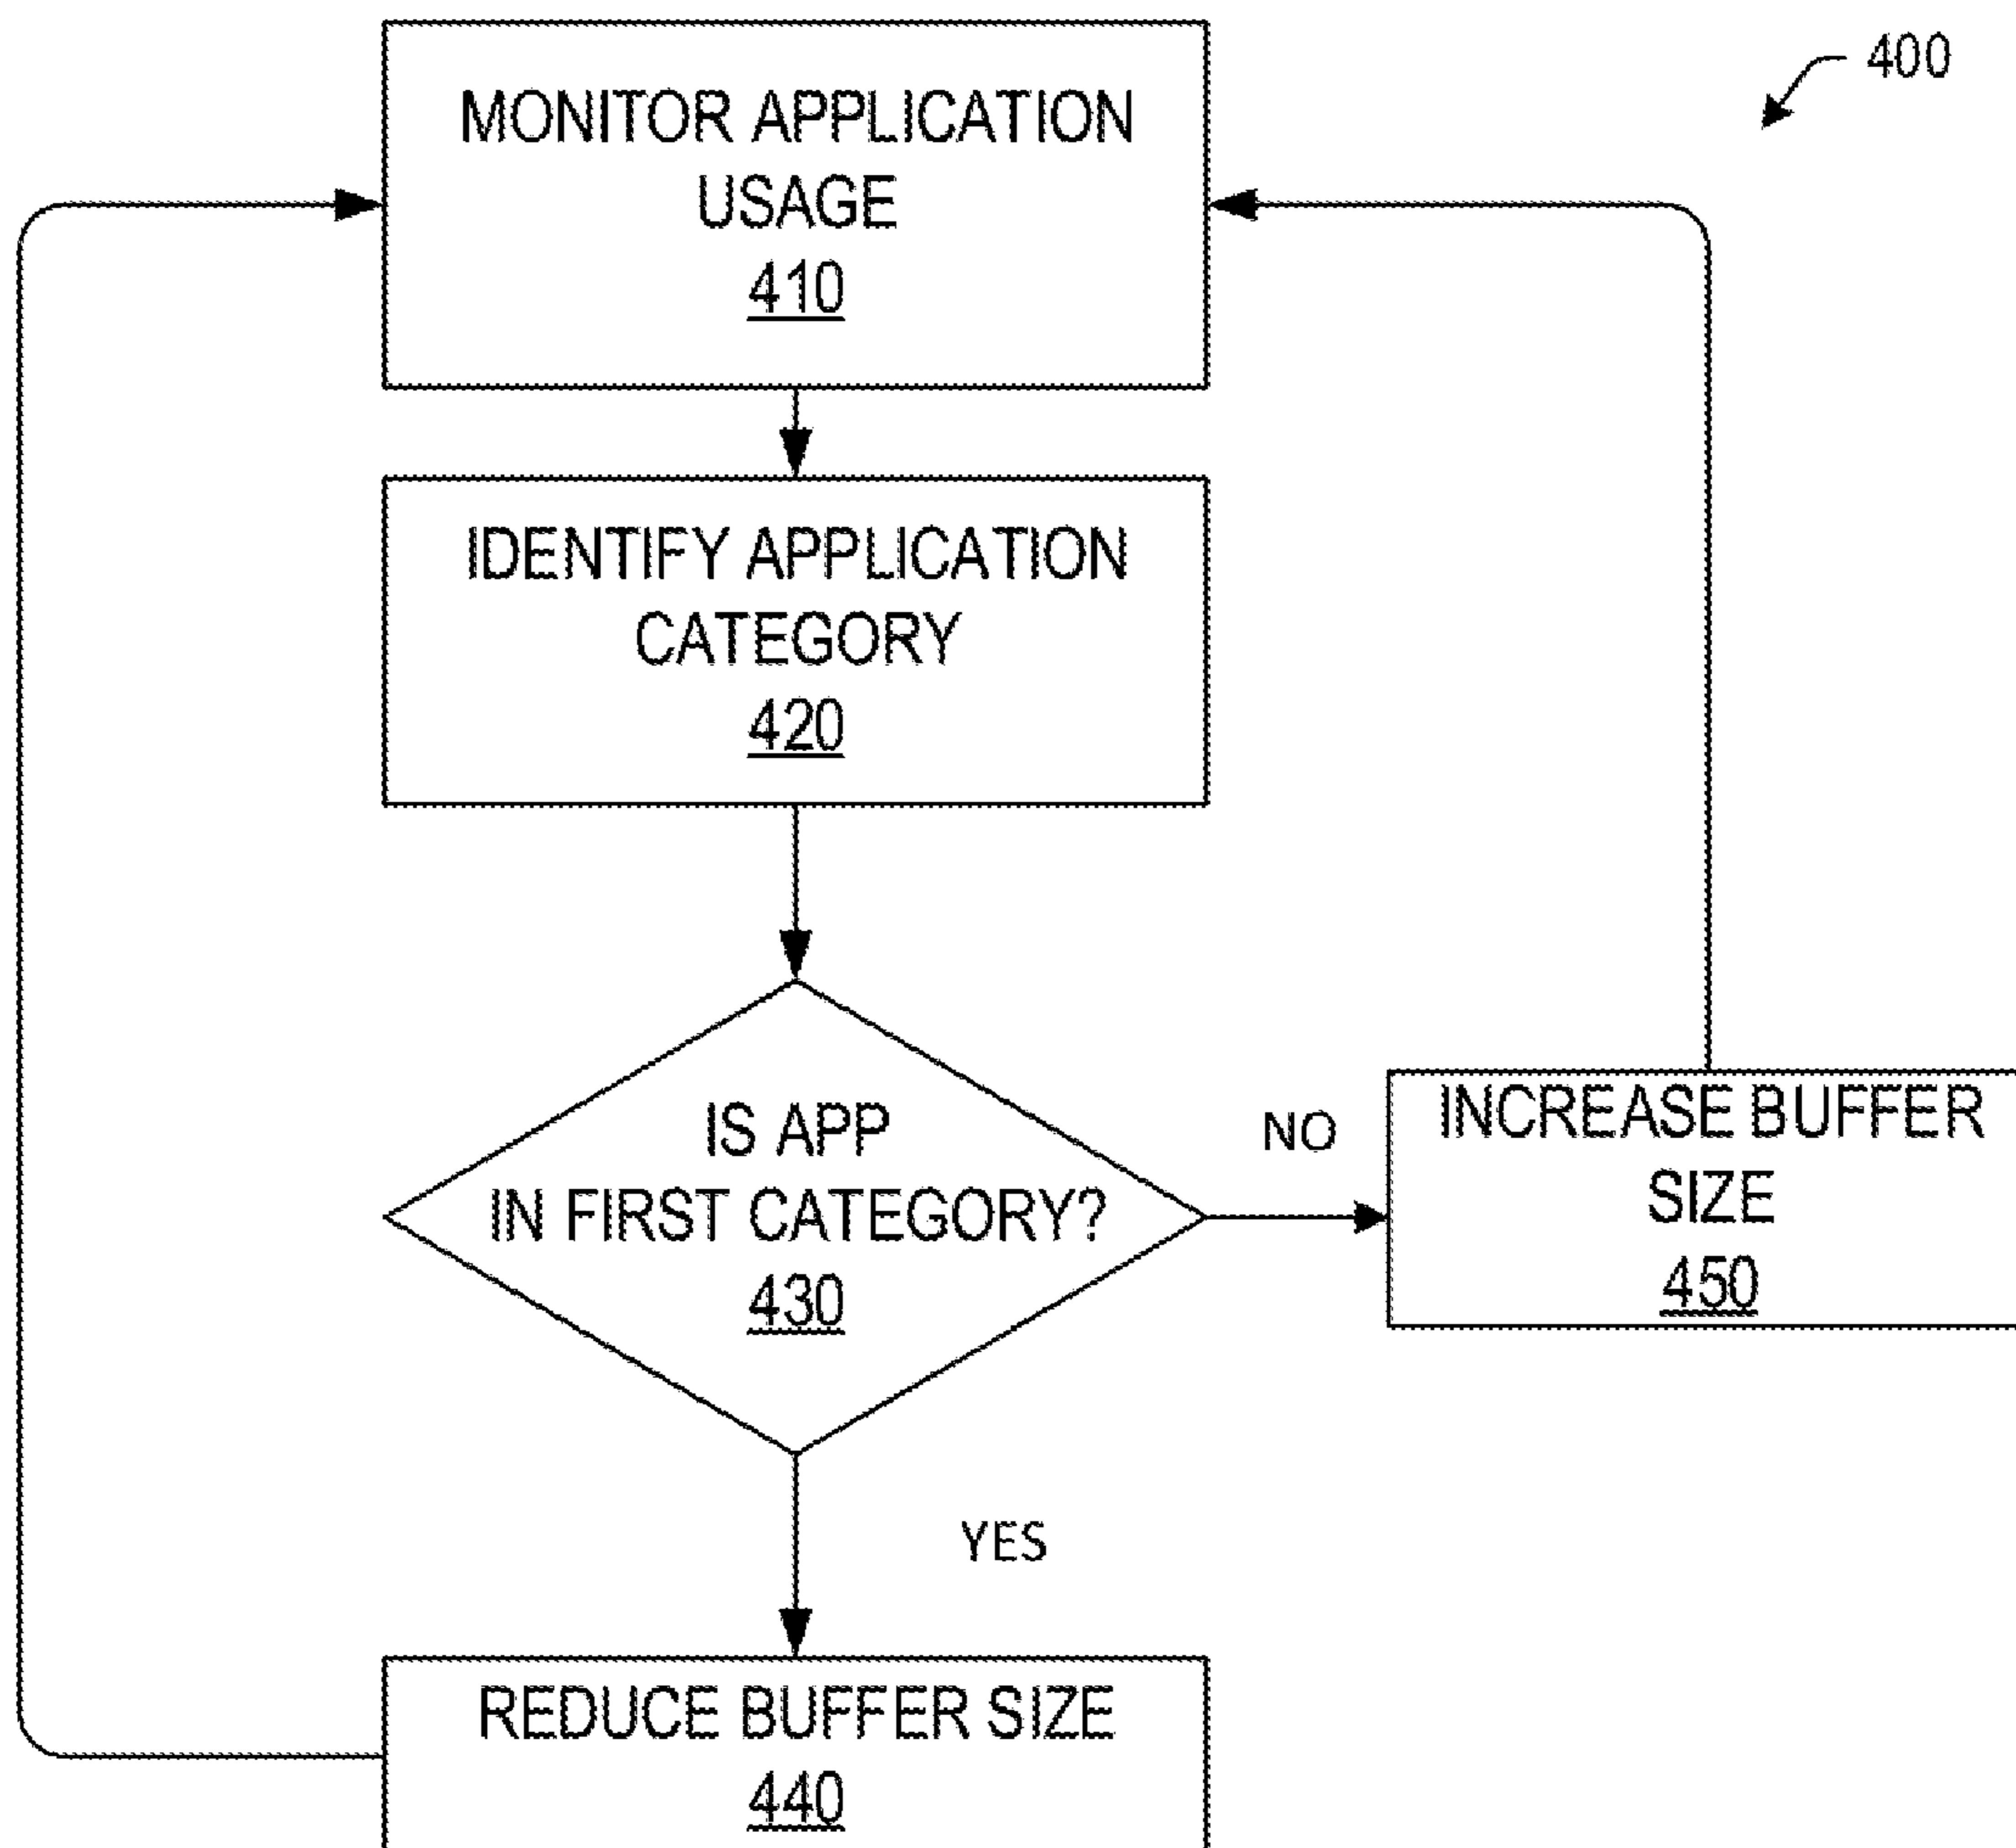 400
MONITOR APPLICATION
USAGE
410
IDENTIFY APPLICATION
CATEGORY
420
IS APP
IN FIRST CATEGORY?
430
NO
INCREASE BUFFER
SIZE
450
YES
REDUCE BUFFER SIZE
440